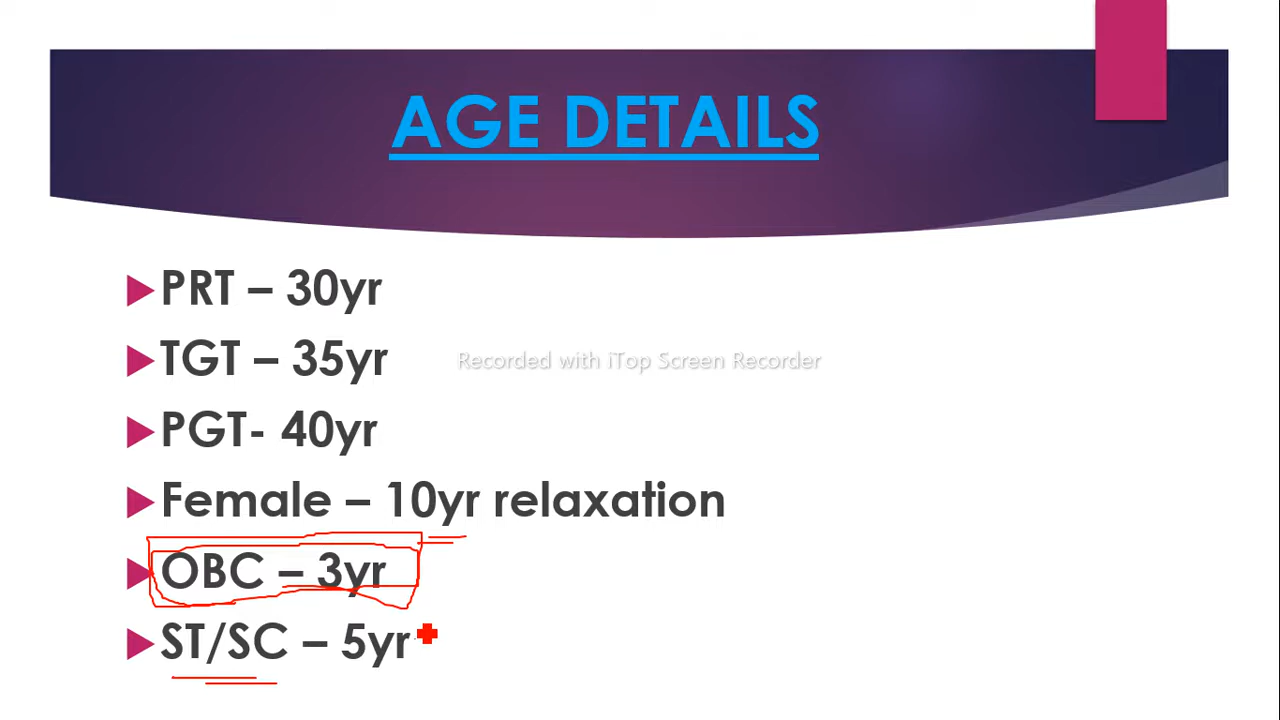 AGE DETAILS
PRT – 30yr
TGT – 35yr
Recorded with iTop Screen Recorder
PGT- 40yr
Female – 10yr relaxation
OBC – 3yr
ST/SC – 5yr